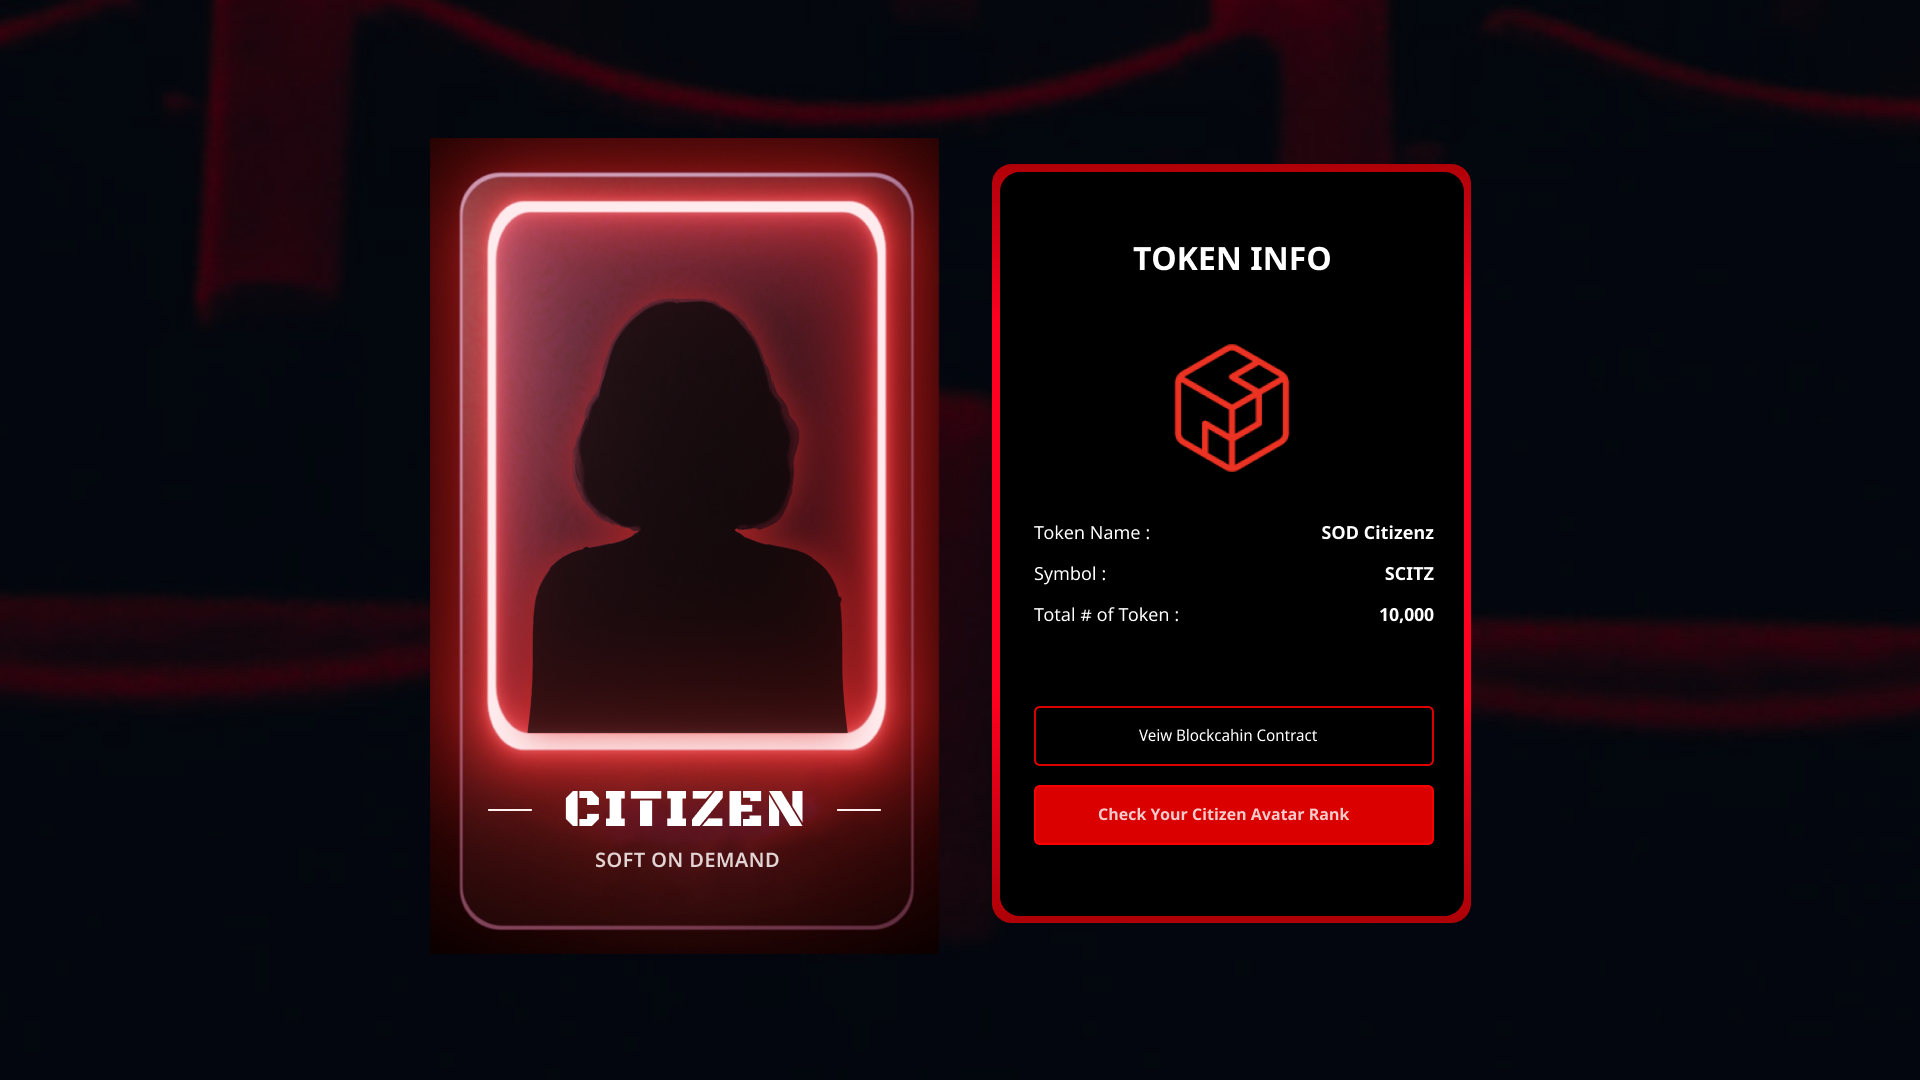 CITIZEN
SOFT ON DEMAND
TOKEN INFO
Token Name : SOD Citizenz
Symbol : SCITZ
Total # of Token : 10,000
Veiw Blockcahin Contract
Check Your Citizen Avatar Rank